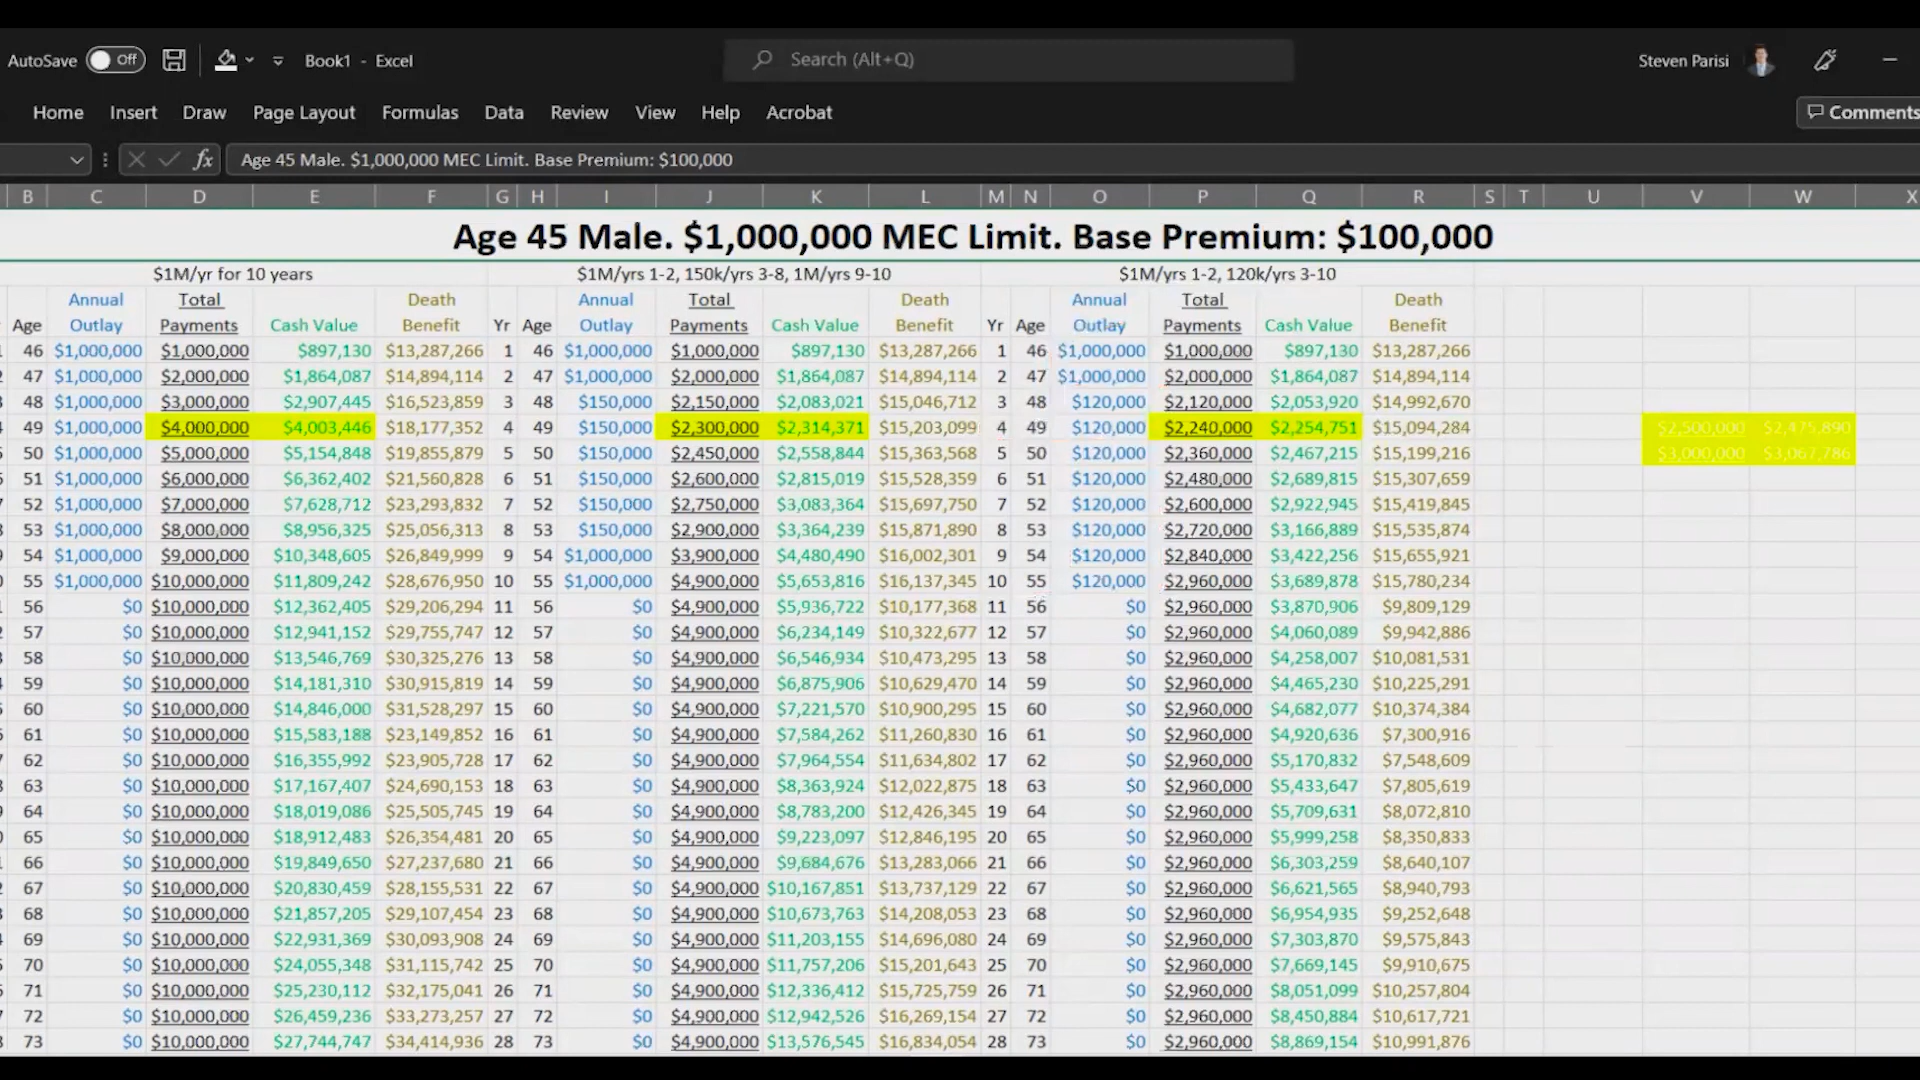 AutoSave Off Book1 - Excel Search (Alt+Q) Steven Parisi
Home Insert Draw Page Layout Formulas Data Review View Help Acrobat Comments
fx Age 45 Male. $1,000,000 MEC Limit. Base Premium: $100,000
B C D E F G H I J K L M N O P Q R S T U V W X
Age 45 Male. $1,000,000 MEC Limit. Base Premium: $100,000
$1M/yr for 10 years $1M/yrs 1-2, 150k/yrs 3-8, 1M/yrs 9-10 $1M/yrs 1-2, 120k/yrs 3-10
Annual Total Death Annual Total Death Annual Total Death
Age Outlay Payments Cash Value Benefit Yr Age Outlay Payments Cash Value Benefit Yr Age Outlay Payments Cash Value Benefit
46 $1,000,000 $1,000,000 $897,130 $13,287,266 1 46 $1,000,000 $1,000,000 $897,130 $13,287,266 1 46 $1,000,000 $1,000,000 $897,130 $13,287,266
47 $1,000,000 $2,000,000 $1,864,087 $14,894,114 2 47 $1,000,000 $2,000,000 $1,864,087 $14,894,114 2 47 $1,000,000 $2,000,000 $1,864,087 $14,894,114
48 $1,000,000 $3,000,000 $2,907,445 $16,523,859 3 48 $150,000 $2,150,000 $2,083,021 $15,046,712 3 48 $120,000 $2,120,000 $2,053,920 $14,992,670
49 $1,000,000 $4,000,000 $4,003,446 $18,177,352 4 49 $150,000 $2,300,000 $2,314,371 $15,203,099 4 49 $120,000 $2,240,000 $2,254,751 $15,094,284 $2,500,000 $2,475,890
50 $1,000,000 $5,000,000 $5,154,848 $19,855,879 5 50 $150,000 $2,450,000 $2,558,844 $15,363,568 5 50 $120,000 $2,360,000 $2,467,215 $15,199,216 $3,000,000 $3,067,786
51 $1,000,000 $6,000,000 $6,362,402 $21,560,828 6 51 $150,000 $2,600,000 $2,815,019 $15,528,359 6 51 $120,000 $2,480,000 $2,689,815 $15,307,659
52 $1,000,000 $7,000,000 $7,628,712 $23,293,832 7 52 $150,000 $2,750,000 $3,083,364 $15,697,750 7 52 $120,000 $2,600,000 $2,922,945 $15,419,845
53 $1,000,000 $8,000,000 $8,956,325 $25,056,313 8 53 $150,000 $2,900,000 $3,364,239 $15,871,890 8 53 $120,000 $2,720,000 $3,166,889 $15,535,874
54 $1,000,000 $9,000,000 $10,348,605 $26,849,999 9 54 $1,000,000 $3,900,000 $4,480,490 $16,002,301 9 54 $120,000 $2,840,000 $3,422,256 $15,655,921
55 $1,000,000 $10,000,000 $11,809,242 $28,676,950 10 55 $1,000,000 $4,900,000 $5,653,816 $16,137,345 10 55 $120,000 $2,960,000 $3,689,878 $15,780,234
56 $0 $10,000,000 $12,362,405 $29,206,294 11 56 $0 $4,900,000 $5,936,722 $10,177,368 11 56 $0 $2,960,000 $3,870,906 $9,809,129
57 $0 $10,000,000 $12,941,152 $29,755,747 12 57 $0 $4,900,000 $6,234,149 $10,322,677 12 57 $0 $2,960,000 $4,060,089 $9,942,886
58 $0 $10,000,000 $13,546,769 $30,325,276 13 58 $0 $4,900,000 $6,546,934 $10,473,295 13 58 $0 $2,960,000 $4,258,007 $10,081,531
59 $0 $10,000,000 $14,181,310 $30,915,819 14 59 $0 $4,900,000 $6,875,906 $10,629,470 14 59 $0 $2,960,000 $4,465,230 $10,225,291
60 $0 $10,000,000 $14,846,000 $31,528,297 15 60 $0 $4,900,000 $7,221,570 $10,900,295 15 60 $0 $2,960,000 $4,682,077 $10,374,384
61 $0 $10,000,000 $15,583,188 $23,149,852 16 61 $0 $4,900,000 $7,584,262 $11,260,830 16 61 $0 $2,960,000 $4,920,636 $7,300,916
62 $0 $10,000,000 $16,355,992 $23,905,728 17 62 $0 $4,900,000 $7,964,554 $11,634,802 17 62 $0 $2,960,000 $5,170,832 $7,548,609
63 $0 $10,000,000 $17,167,407 $24,690,153 18 63 $0 $4,900,000 $8,363,924 $12,022,875 18 63 $0 $2,960,000 $5,433,647 $7,805,619
64 $0 $10,000,000 $18,019,086 $25,505,745 19 64 $0 $4,900,000 $8,783,200 $12,426,345 19 64 $0 $2,960,000 $5,709,631 $8,072,810
65 $0 $10,000,000 $18,912,483 $26,354,481 20 65 $0 $4,900,000 $9,223,097 $12,846,195 20 65 $0 $2,960,000 $5,999,258 $8,350,833
66 $0 $10,000,000 $19,849,650 $27,237,680 21 66 $0 $4,900,000 $9,684,676 $13,283,066 21 66 $0 $2,960,000 $6,303,259 $8,640,107
67 $0 $10,000,000 $20,830,459 $28,155,531 22 67 $0 $4,900,000 $10,167,851 $13,737,129 22 67 $0 $2,960,000 $6,621,565 $8,940,793
68 $0 $10,000,000 $21,857,205 $29,107,454 23 68 $0 $4,900,000 $10,673,763 $14,208,053 23 68 $0 $2,960,000 $6,954,935 $9,252,648
69 $0 $10,000,000 $22,931,369 $30,093,908 24 69 $0 $4,900,000 $11,203,155 $14,696,080 24 69 $0 $2,960,000 $7,303,870 $9,575,843
70 $0 $10,000,000 $24,055,348 $31,115,742 25 70 $0 $4,900,000 $11,757,206 $15,201,643 25 70 $0 $2,960,000 $7,669,145 $9,910,675
71 $0 $10,000,000 $25,230,112 $32,175,041 26 71 $0 $4,900,000 $12,336,412 $15,725,759 26 71 $0 $2,960,000 $8,051,099 $10,257,804
72 $0 $10,000,000 $26,459,236 $33,273,257 27 72 $0 $4,900,000 $12,942,526 $16,269,154 27 72 $0 $2,960,000 $8,450,884 $10,617,721
73 $0 $10,000,000 $27,744,747 $34,414,936 28 73 $0 $4,900,000 $13,576,545 $16,834,054 28 73 $0 $2,960,000 $8,869,154 $10,991,876